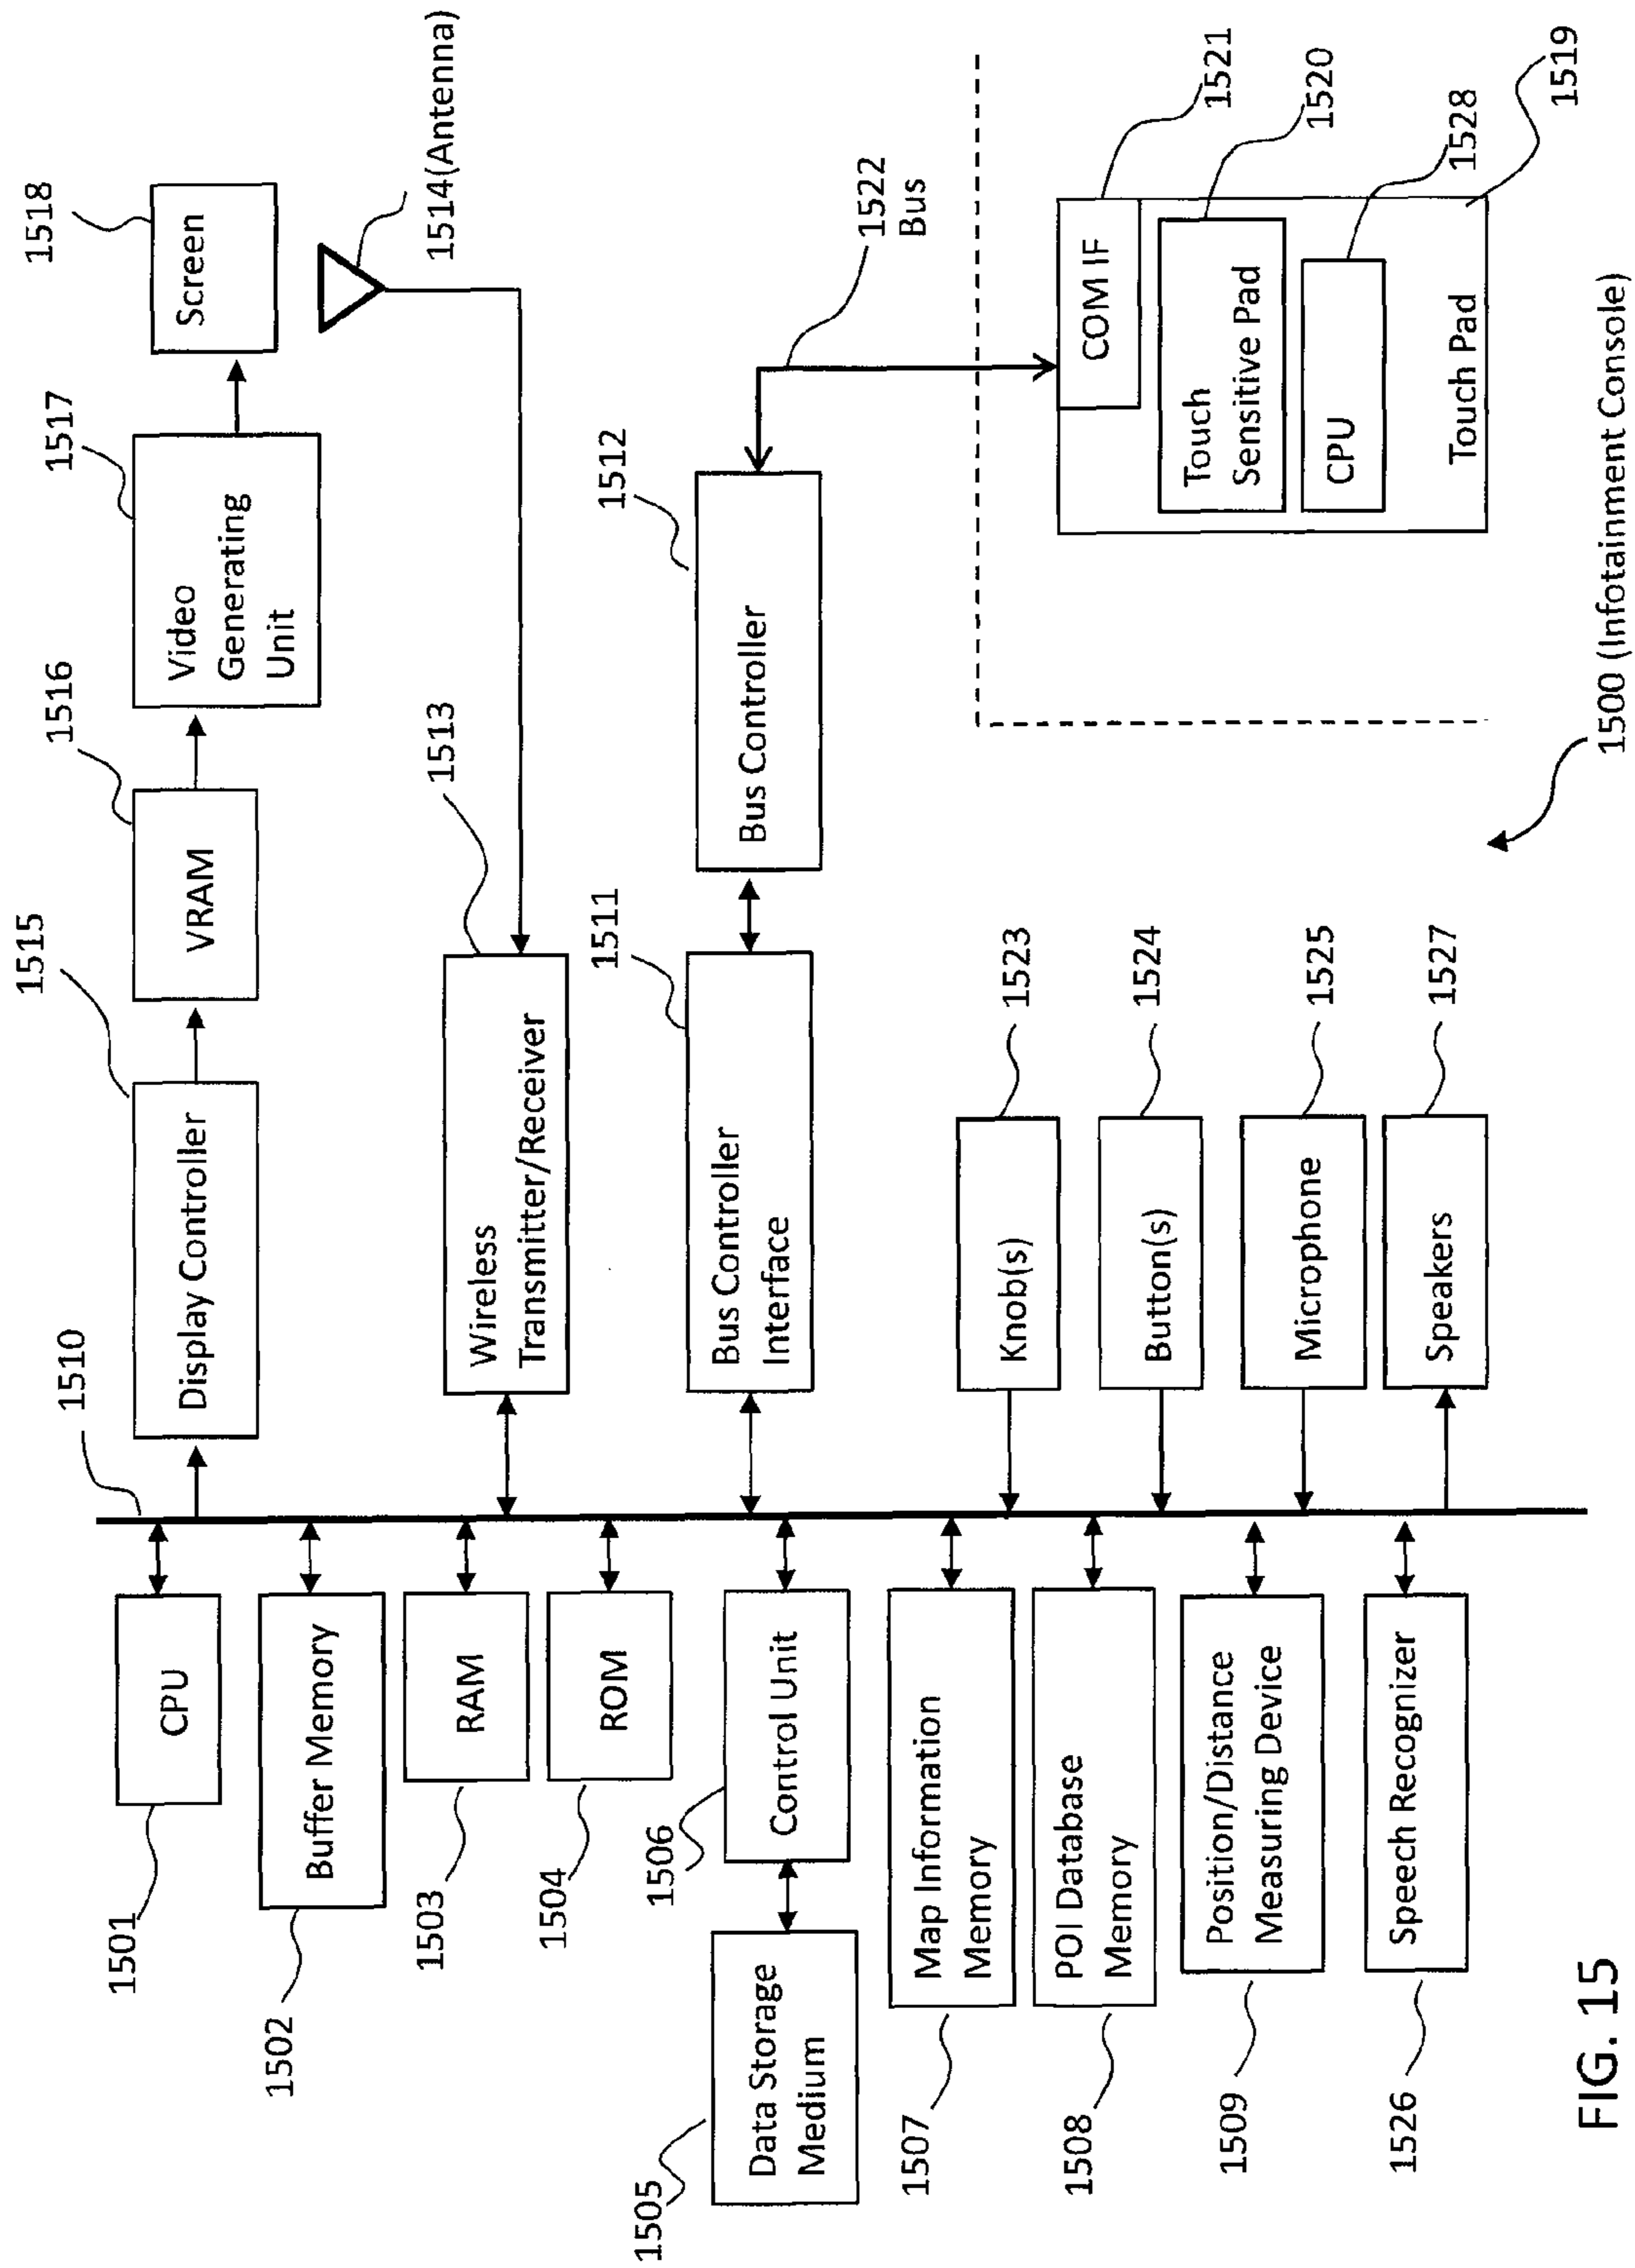 1501
CPU
1502
Buffer Memory
1503
RAM
1504
ROM
1505
Data Storage
Medium
1506
Control Unit
1507
Map Information
Memory
1508
POI Database
Memory
1509
Position/Distance
Measuring Device
1526
Speech Recognizer
1510
1515
Display Controller
1516
VRAM
1517
Video
Generating
Unit
1518
Screen
1514(Antenna)
1513
Wireless
Transmitter/Receiver
1511
Bus Controller
Interface
1512
Bus Controller
1522
Bus
1523
Knob(s)
1524
Button(s)
1525
Microphone
1527
Speakers
COM IF
1521
Touch
Sensitive Pad
1520
CPU
1528
Touch Pad
1519
1500 (Infotainment Console)
FIG. 15